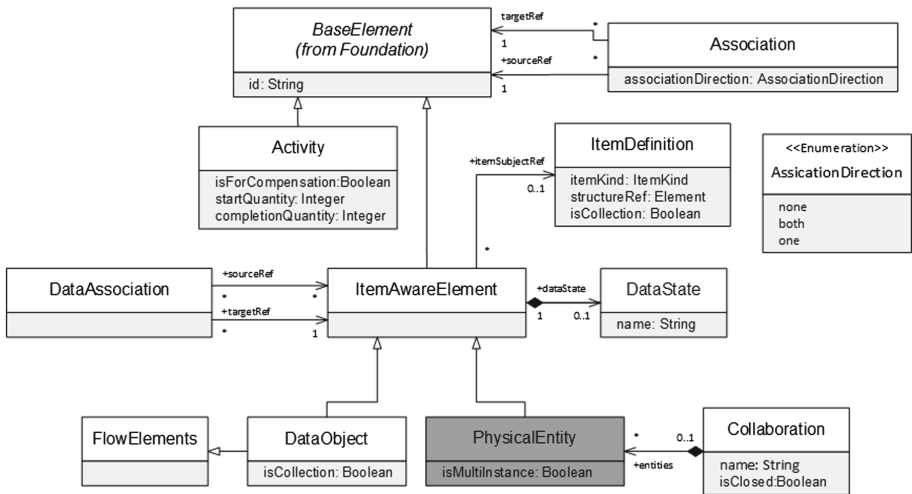 BaseElement
(from Foundation)
id: String
targetRef
*
1
+sourceRef
*
1
Association
associationDirection: AssociationDirection
Activity
isForCompensation:Boolean
startQuantity: Integer
completionQuantity: Integer
+itemSubjectRef
0..1
*
ItemDefinition
itemKind: ItemKind
structureRef: Element
isCollection: Boolean
<<Enumeration>>
AssicationDirection
none
both
one
DataAssociation
+sourceRef
*
*
+targetRef
*
1
ItemAwareElement
+dataState
1
0..1
DataState
name: String
FlowElements
DataObject
isCollection: Boolean
PhysicalEntity
isMultiInstance: Boolean
*
0..1
+entities
Collaboration
name: String
isClosed:Boolean